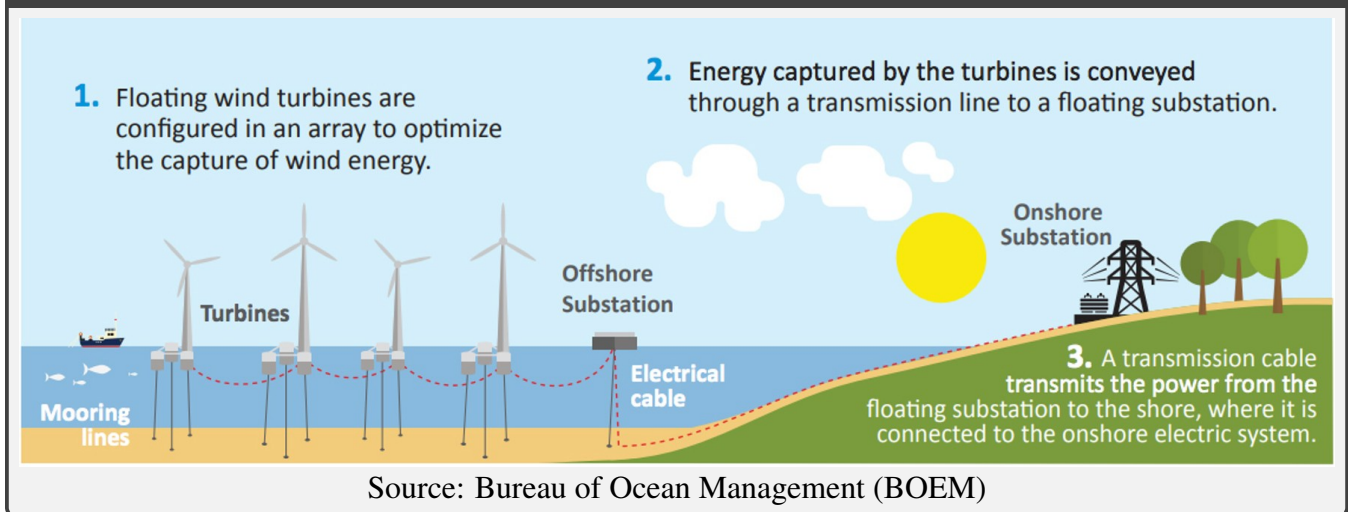 1. Floating wind turbines are
configured in an array to optimize
the capture of wind energy.
2. Energy captured by the turbines is conveyed
through a transmission line to a floating substation.
Onshore
Substation
Offshore
Substation
Turbines
Electrical
cable
Mooring
lines
3. A transmission cable
transmits the power from the
floating substation to the shore, where it is
connected to the onshore electric system.
Source: Bureau of Ocean Management (BOEM)